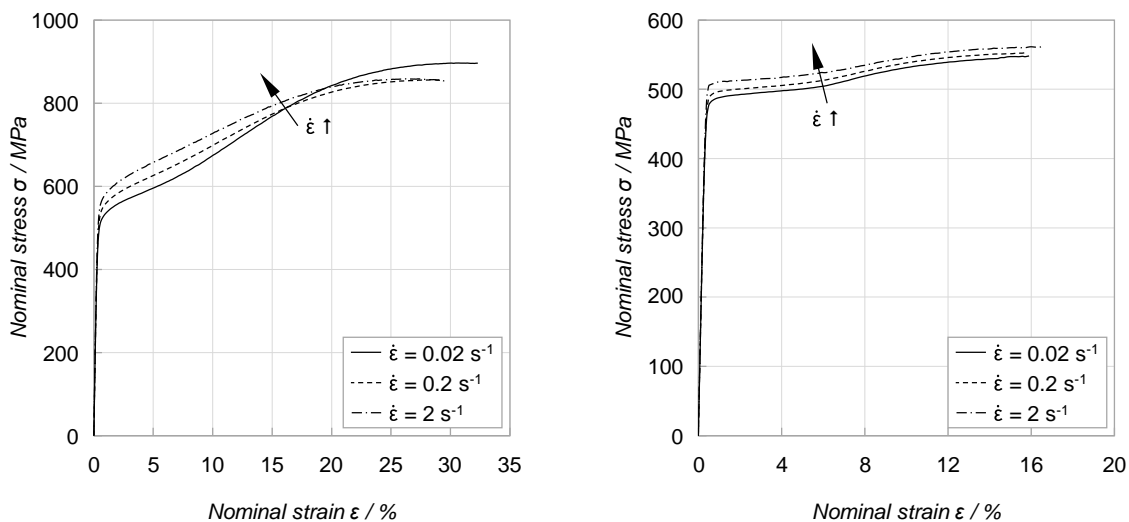 1000
800
600
400
200
0
0 5 10 15 20 25 30 35
Nominal stress σ / MPa
Nominal strain ε / %
ε̇ ↑
ε̇ = 0.02 s⁻¹
ε̇ = 0.2 s⁻¹
ε̇ = 2 s⁻¹
600
500
400
300
200
100
0
0 4 8 12 16 20
Nominal stress σ / MPa
Nominal strain ε / %
ε̇ ↑
ε̇ = 0.02 s⁻¹
ε̇ = 0.2 s⁻¹
ε̇ = 2 s⁻¹